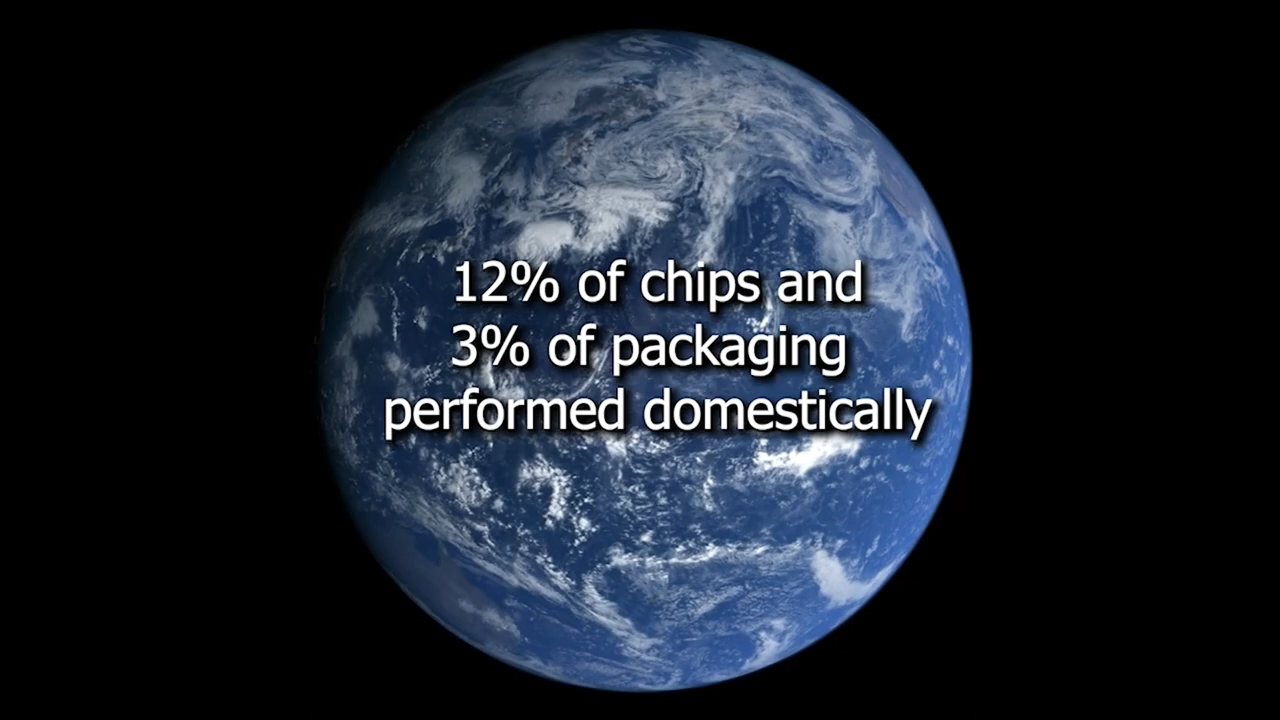 12% of chips and
3% of packaging
performed domestically